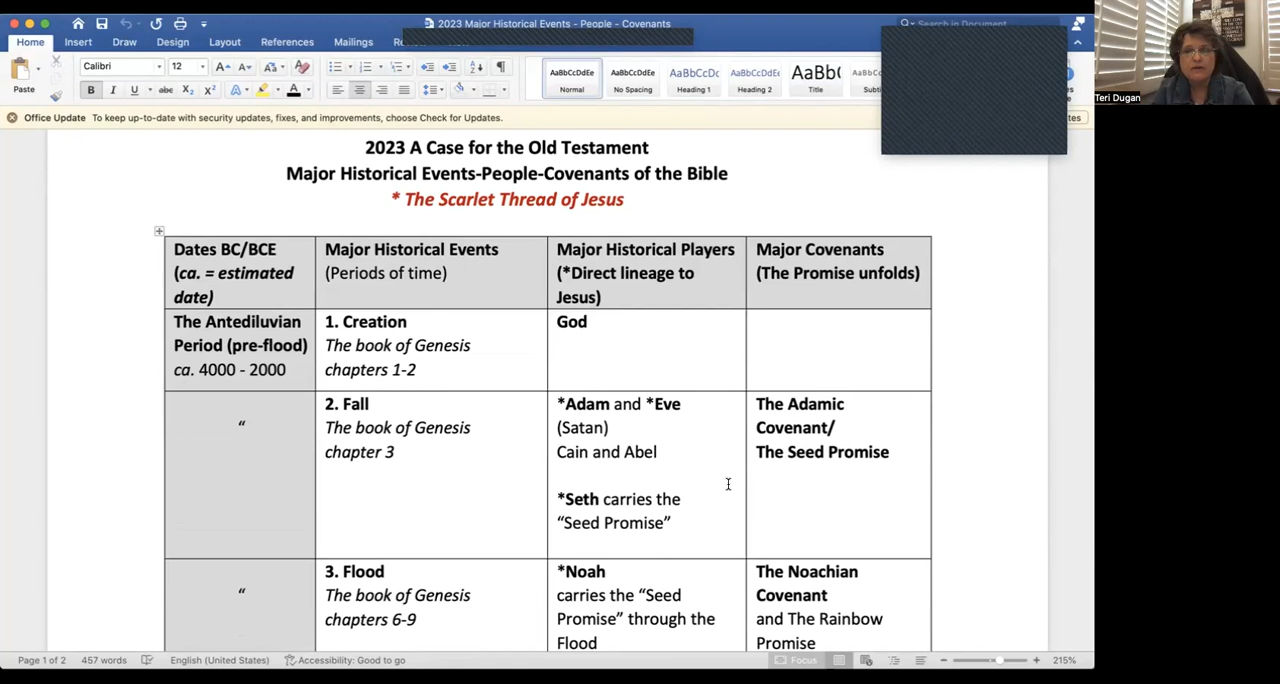 2023 Major Historical Events - People - Covenants
Search in Document
Home Insert Draw Design Layout References Mailings Re
Paste
Calibri 12
AaBbCcDdEe AaBbCcDdEe AaBbCcDc AaBbCcDdEe AaBb( AaBbCcD
Normal No Spacing Heading 1 Heading 2 Title Subti
Office Update To keep up-to-date with security updates, fixes, and improvements, choose Check for Updates.
Teri Dugan
2023 A Case for the Old Testament
Major Historical Events-People-Covenants of the Bible
* The Scarlet Thread of Jesus
Dates BC/BCE
(ca. = estimated
date)
Major Historical Events
(Periods of time)
Major Historical Players
(*Direct lineage to
Jesus)
Major Covenants
(The Promise unfolds)
The Antediluvian
Period (pre-flood)
ca. 4000 - 2000
1. Creation
The book of Genesis
chapters 1-2
God
“
2. Fall
The book of Genesis
chapter 3
*Adam and *Eve
(Satan)
Cain and Abel
*Seth carries the
“Seed Promise”
The Adamic
Covenant/
The Seed Promise
“
3. Flood
The book of Genesis
chapters 6-9
*Noah
carries the “Seed
Promise” through the
Flood
The Noachian
Covenant
and The Rainbow
Promise
Page 1 of 2 457 words English (United States) Accessibility: Good to go Focus 215%